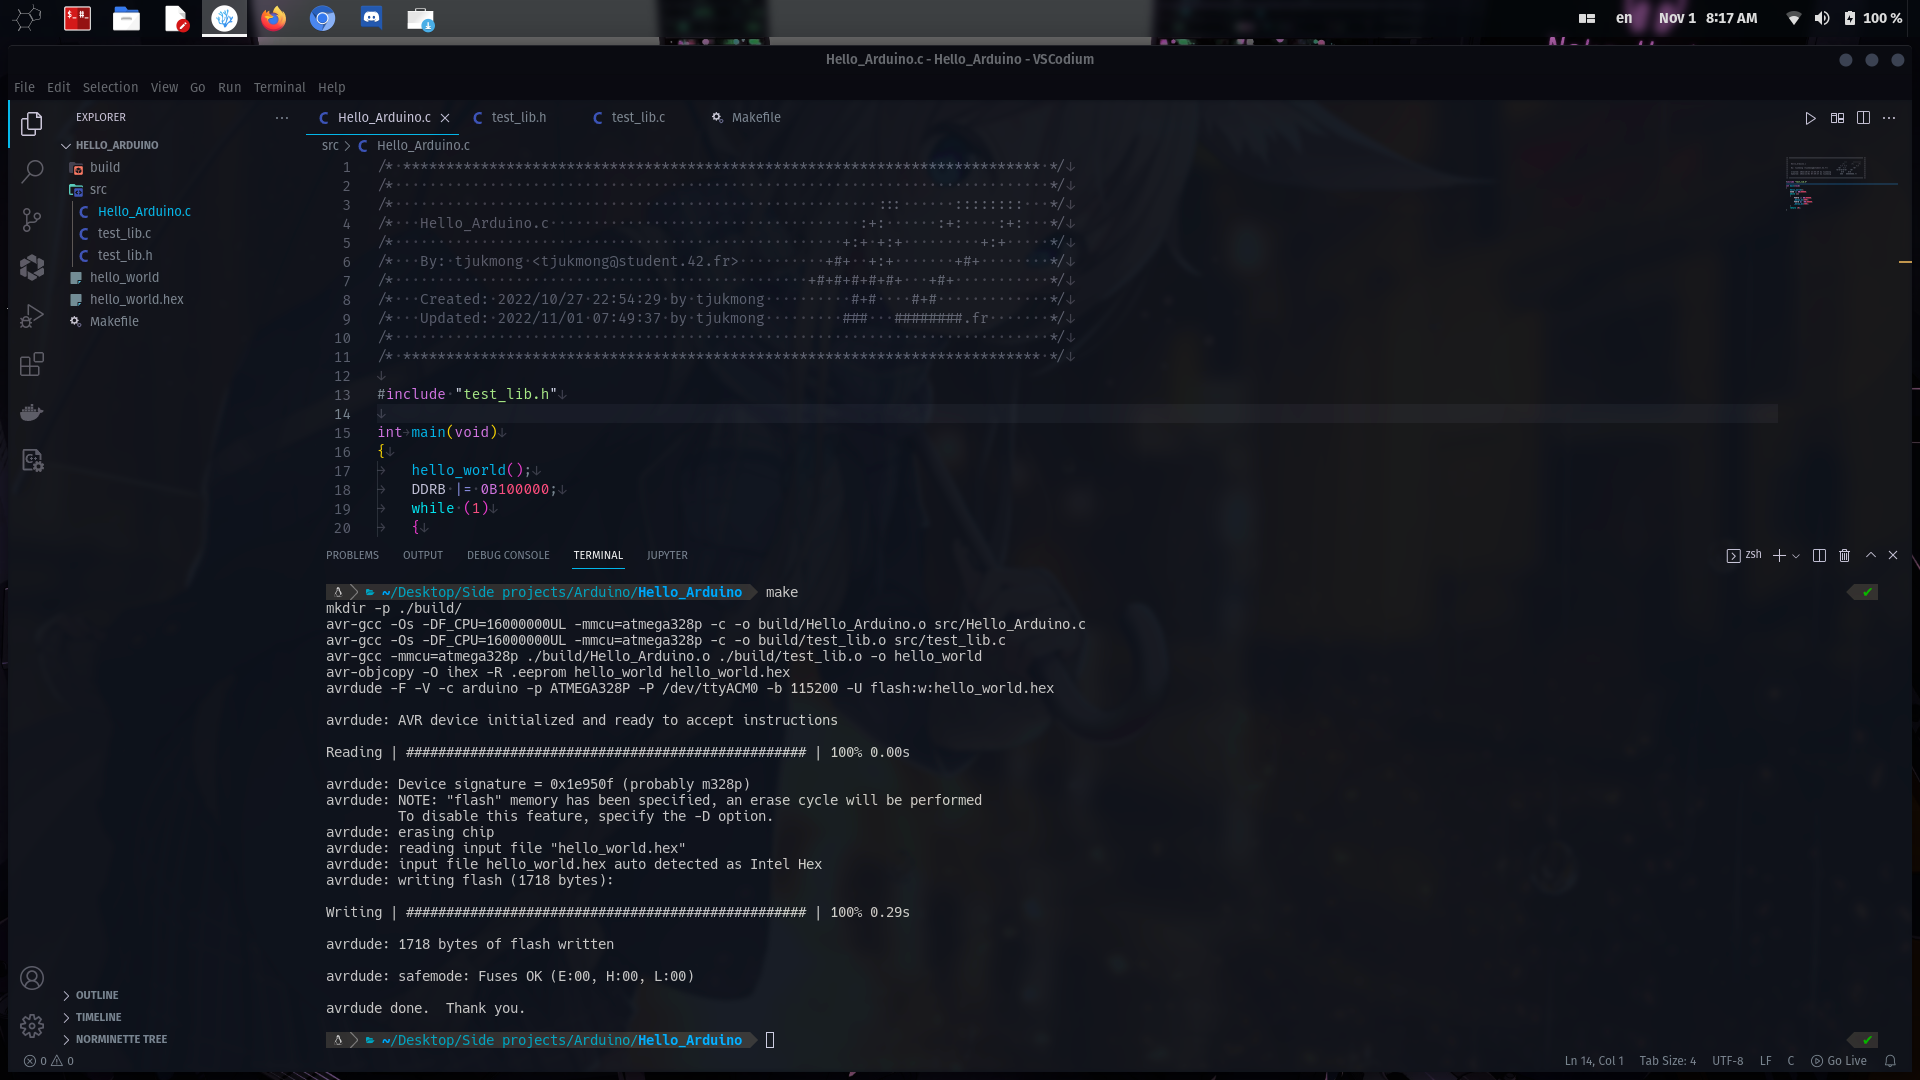 en Nov 1 8:17 AM 100 %
Hello_Arduino.c - Hello_Arduino - VSCodium
File Edit Selection View Go Run Terminal Help
EXPLORER
HELLO_ARDUINO
build
src
Hello_Arduino.c
test_lib.c
test_lib.h
hello_world
hello_world.hex
Makefile
OUTLINE
TIMELINE
NORMINETTE TREE
Hello_Arduino.c test_lib.h test_lib.c Makefile
src > Hello_Arduino.c
1 /* ************************************************************************** */
2 /* */
3 /* ::: :::::::: */
4 /* Hello_Arduino.c :+: :+: :+: */
5 /* +:+ +:+ +:+ */
6 /* By: tjukmong <tjukmong@student.42.fr> +#+ +:+ +#+ */
7 /* +#+#+#+#+#+ +#+ */
8 /* Created: 2022/10/27 22:54:29 by tjukmong #+# #+# */
9 /* Updated: 2022/11/01 07:49:37 by tjukmong ### ########.fr */
10 /* */
11 /* ************************************************************************** */
12
13 #include "test_lib.h"
14
15 int main(void)
16 {
17 hello_world();
18 DDRB |= 0B100000;
19 while (1)
20 {
PROBLEMS OUTPUT DEBUG CONSOLE TERMINAL JUPYTER
zsh
~/Desktop/Side projects/Arduino/Hello_Arduino make
mkdir -p ./build/
avr-gcc -Os -DF_CPU=16000000UL -mmcu=atmega328p -c -o build/Hello_Arduino.o src/Hello_Arduino.c
avr-gcc -Os -DF_CPU=16000000UL -mmcu=atmega328p -c -o build/test_lib.o src/test_lib.c
avr-gcc -mmcu=atmega328p ./build/Hello_Arduino.o ./build/test_lib.o -o hello_world
avr-objcopy -O ihex -R .eeprom hello_world hello_world.hex
avrdude -F -V -c arduino -p ATMEGA328P -P /dev/ttyACM0 -b 115200 -U flash:w:hello_world.hex
avrdude: AVR device initialized and ready to accept instructions
Reading | ################################################## | 100% 0.00s
avrdude: Device signature = 0x1e950f (probably m328p)
avrdude: NOTE: "flash" memory has been specified, an erase cycle will be performed
To disable this feature, specify the -D option.
avrdude: erasing chip
avrdude: reading input file "hello_world.hex"
avrdude: input file hello_world.hex auto detected as Intel Hex
avrdude: writing flash (1718 bytes):
Writing | ################################################## | 100% 0.29s
avrdude: 1718 bytes of flash written
avrdude: safemode: Fuses OK (E:00, H:00, L:00)
avrdude done. Thank you.
~/Desktop/Side projects/Arduino/Hello_Arduino
0 0 Ln 14, Col 1 Tab Size: 4 UTF-8 LF C Go Live